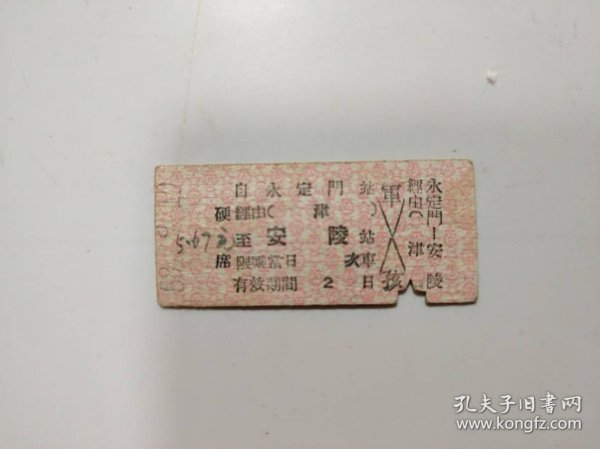 自永定門站
硬經由( 津 )
至安陵站
席限乘當日 次車
有效期間 2 日
5.67元
軍
孩
永定門—安陵
經由)津
孔夫子旧书网
www.kongfz.com